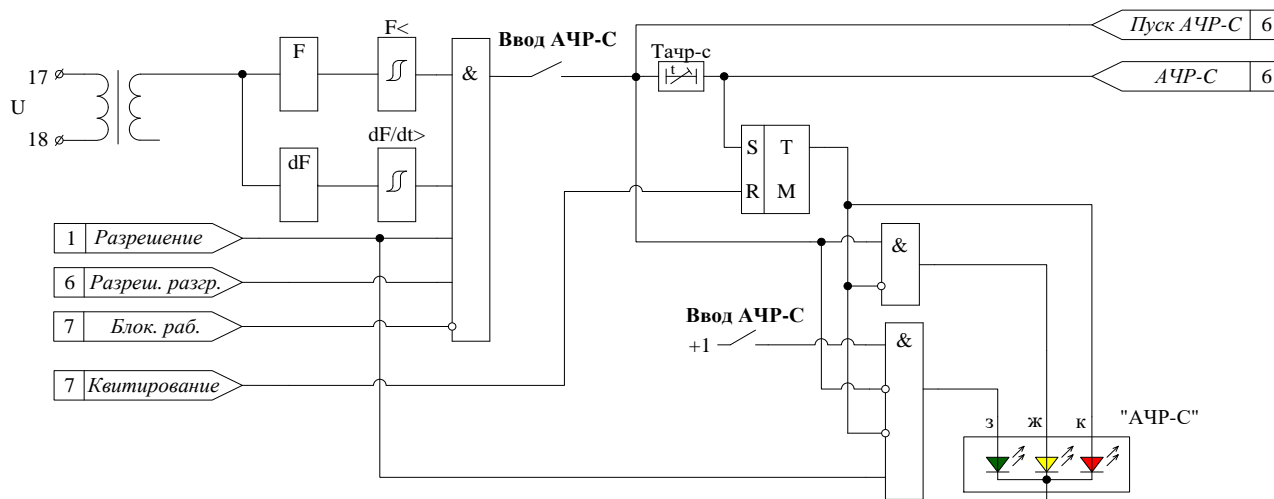 Пуск АЧР-С 6
F<
Ввод АЧР-С
Тачр-с
17
F
&
t
АЧР-С 6
U
18
dF/dt>
dF
S T
R M
1 Разрешение
&
6 Разреш. разгр.
Ввод АЧР-С
7 Блок. раб.
+1
&
7 Квитирование
з ж к "АЧР-С"